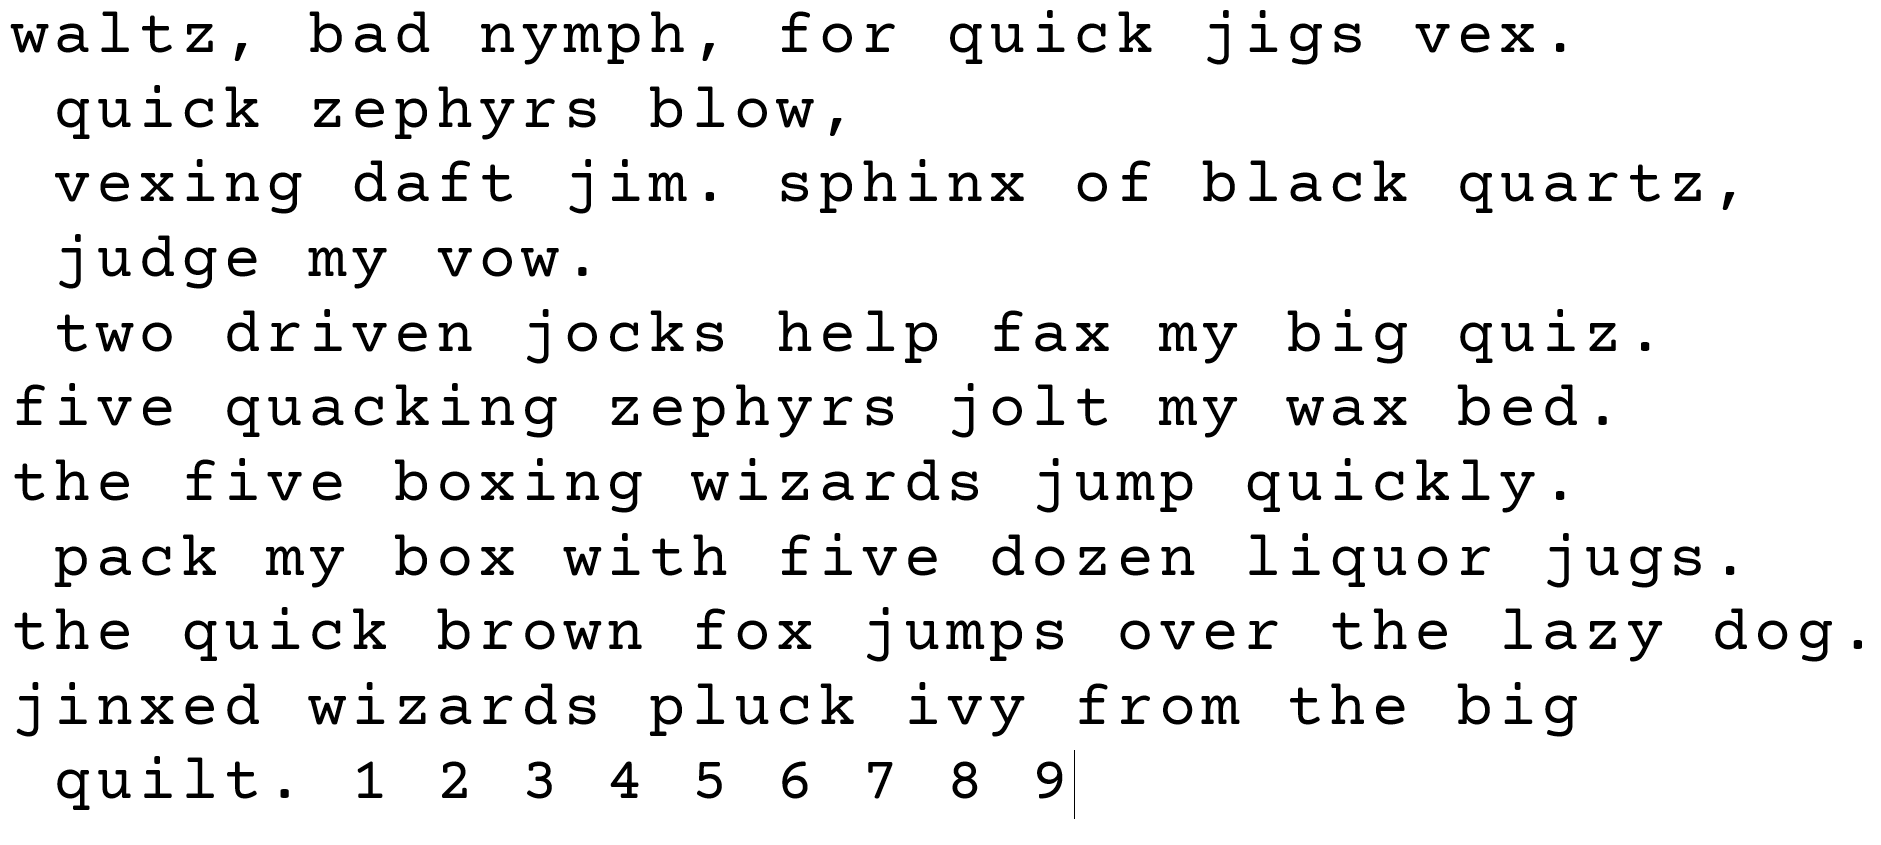 waltz, bad nymph, for quick jigs vex.
 quick zephyrs blow,
 vexing daft jim. sphinx of black quartz,
 judge my vow.
 two driven jocks help fax my big quiz.
five quacking zephyrs jolt my wax bed.
the five boxing wizards jump quickly.
 pack my box with five dozen liquor jugs.
the quick brown fox jumps over the lazy dog.
jinxed wizards pluck ivy from the big
 quilt. 1 2 3 4 5 6 7 8 9